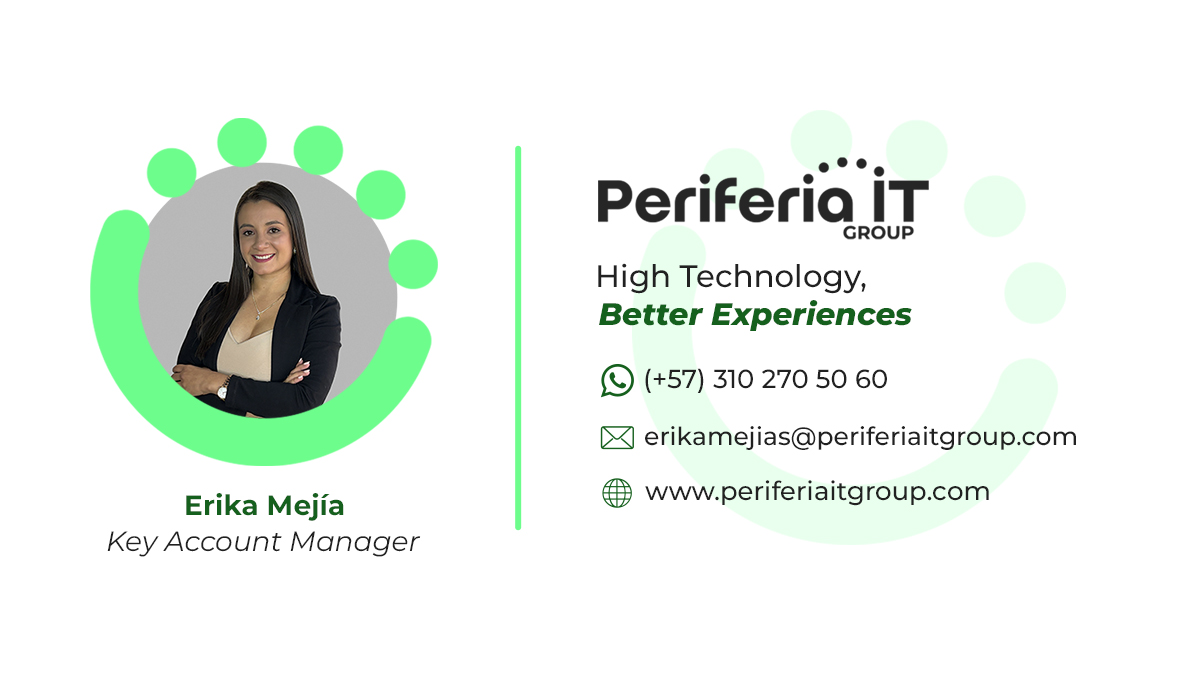 Erika Mejía
Key Account Manager
Periferia IT
GROUP
High Technology,
Better Experiences
(+57) 310 270 50 60
erikamejias@periferiaitgroup.com
www.periferiaitgroup.com